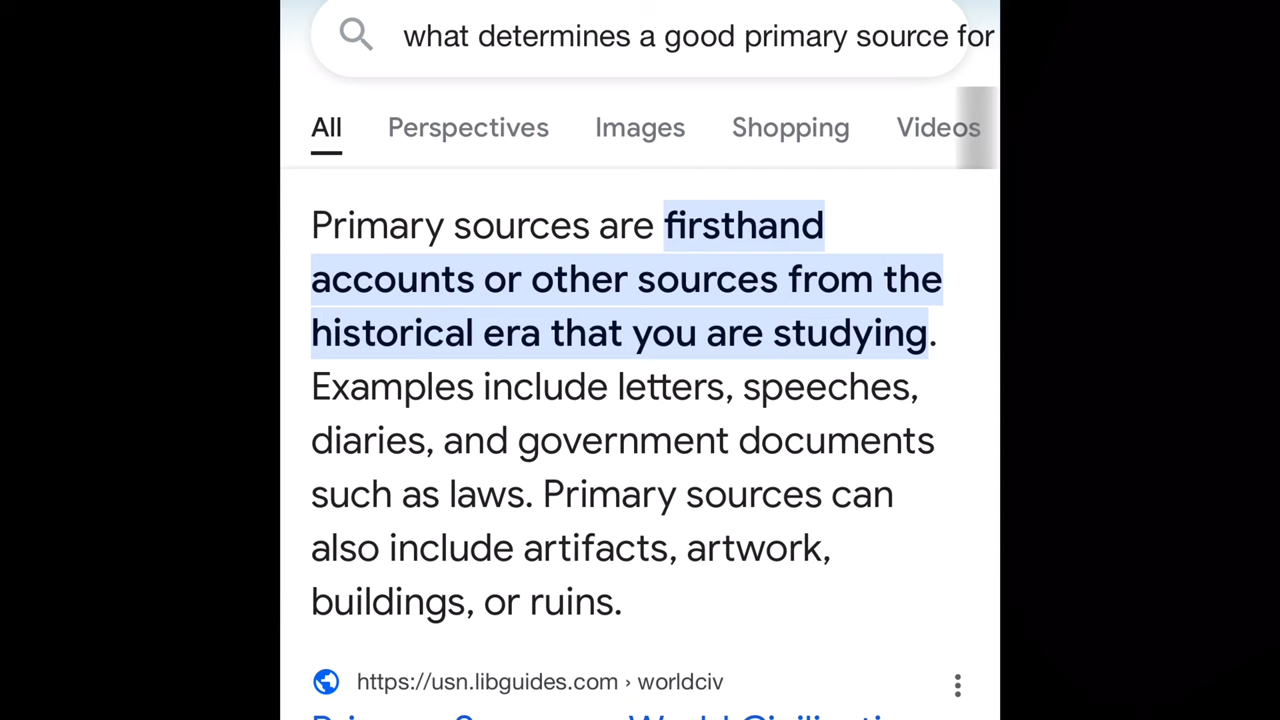 what determines a good primary source for
All Perspectives Images Shopping Videos
Primary sources are firsthand
accounts or other sources from the
historical era that you are studying.
Examples include letters, speeches,
diaries, and government documents
such as laws. Primary sources can
also include artifacts, artwork,
buildings, or ruins.
https://usn.libguides.com › worldciv